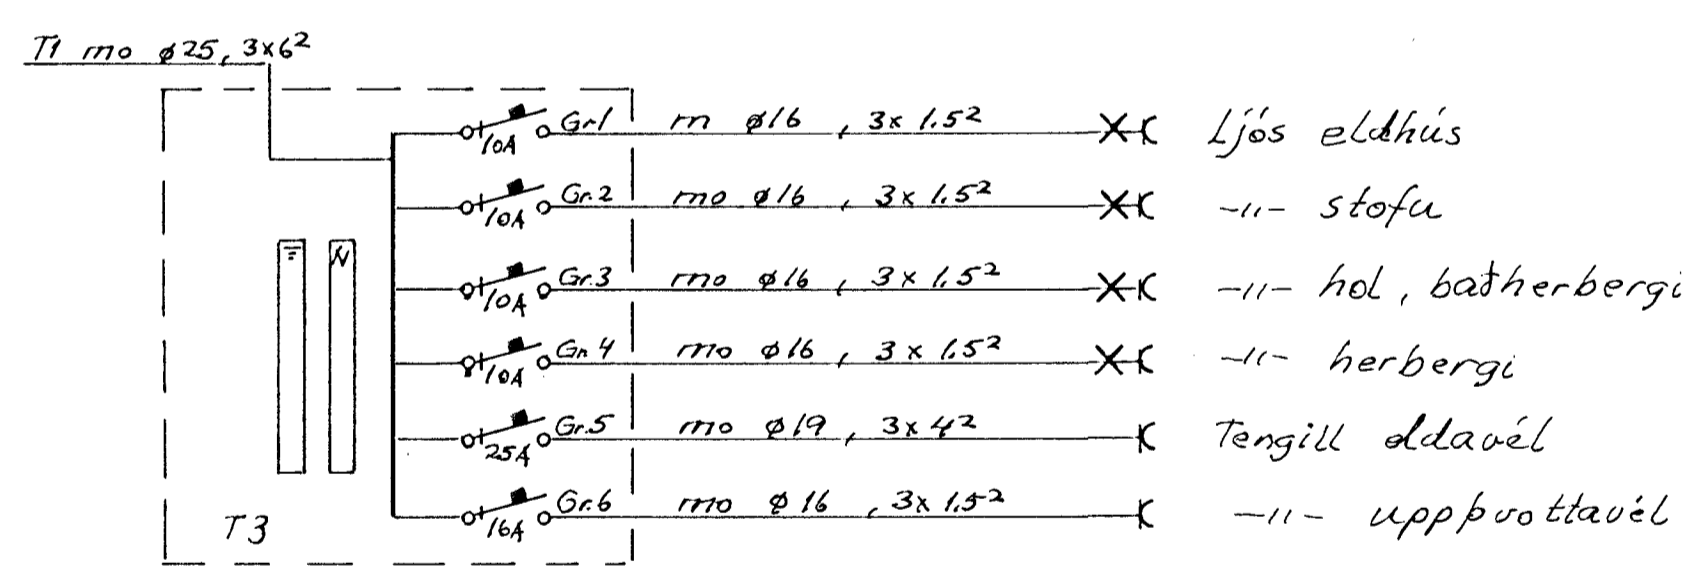 T1 mo ø25, 3x6²
Gr.1 m ø16, 3x 1.5² Ljós eldhús
10A
Gr.2 mo ø16, 3x 1.5² -〃- stofu
10A
Gr.3 mo ø16, 3x 1.5² -〃- hol, baðherbergi
10A
N
Gr.4 mo ø16, 3x 1.5² -〃- herbergi
10A
Gr.5 mo ø19, 3x4² Tengill eldavél
25A
Gr.6 mo ø16, 3x 1.5² -〃- uppþvottavél
16A
T3